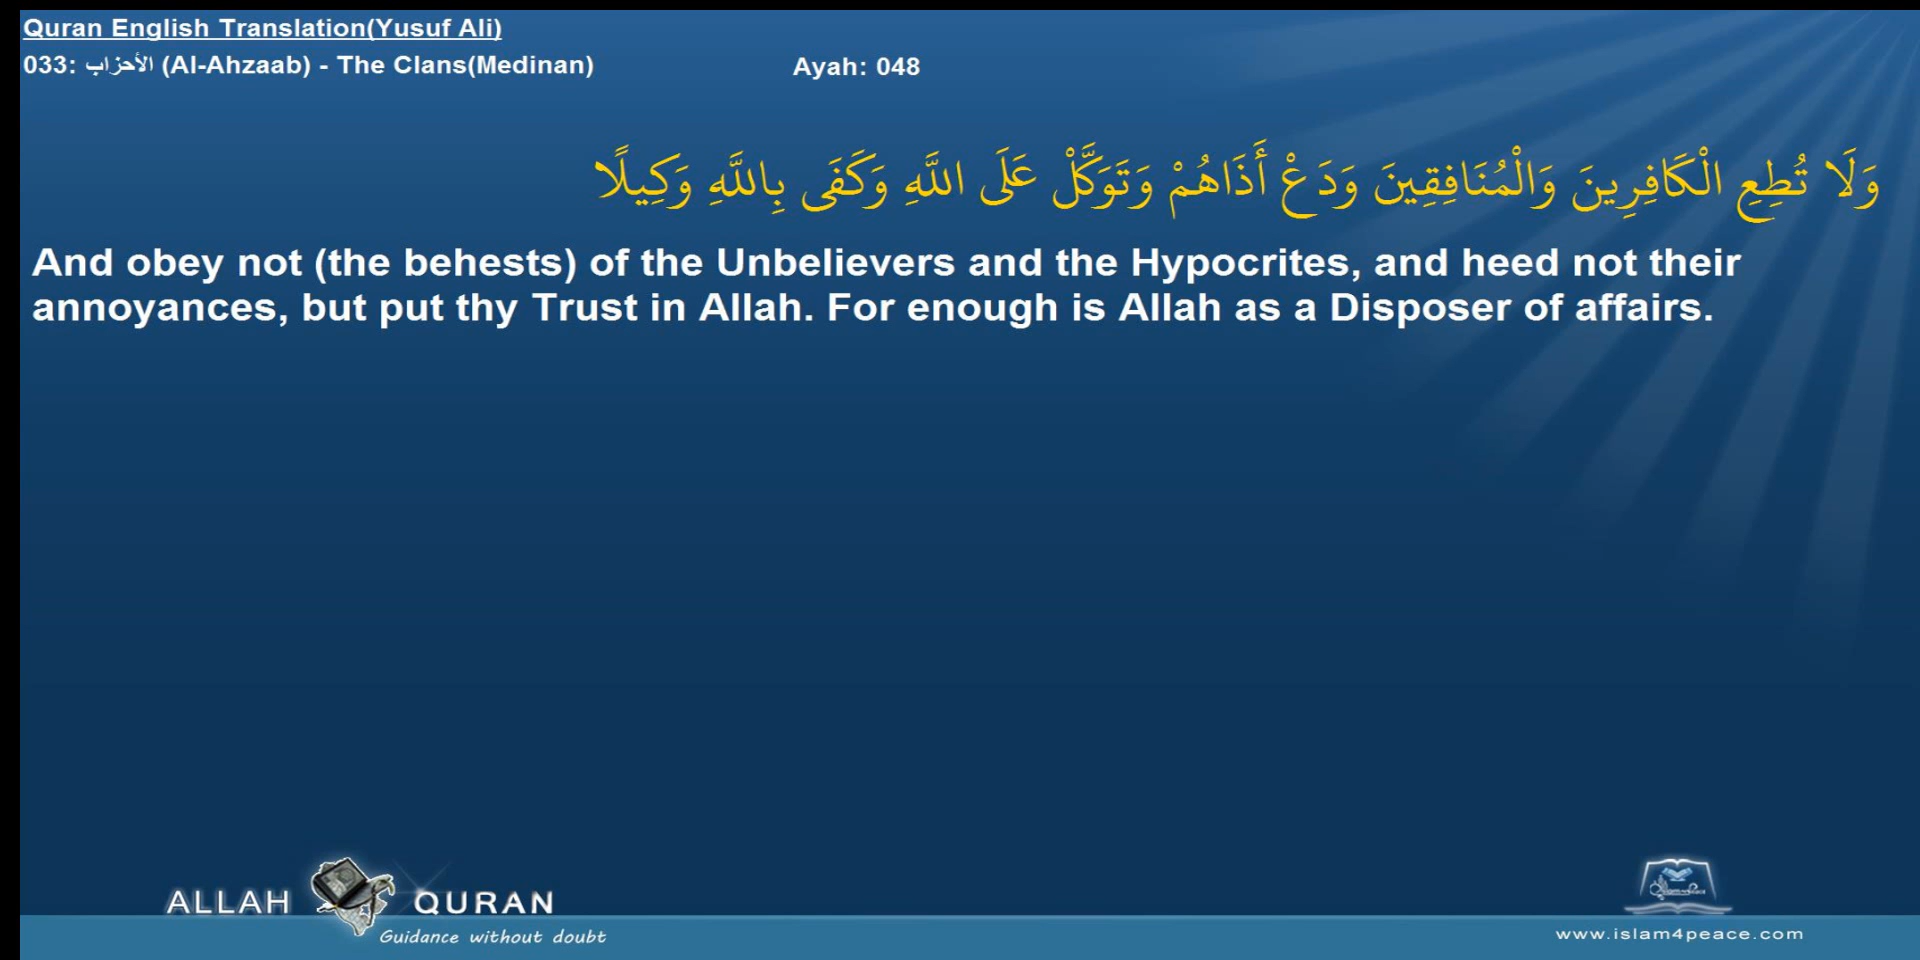 Quran English Translation(Yusuf Ali)
033: الأحزاب (Al-Ahzaab) - The Clans(Medinan) Ayah: 048
وَلَا تُطِعِ الْكَافِرِينَ وَالْمُنَافِقِينَ وَدَعْ أَذَاهُمْ وَتَوَكَّلْ عَلَى اللَّهِ وَكَفَى بِاللَّهِ وَكِيلًا
And obey not (the behests) of the Unbelievers and the Hypocrites, and heed not their
annoyances, but put thy Trust in Allah. For enough is Allah as a Disposer of affairs.
ALLAH QURAN
Guidance without doubt
www.islam4peace.com